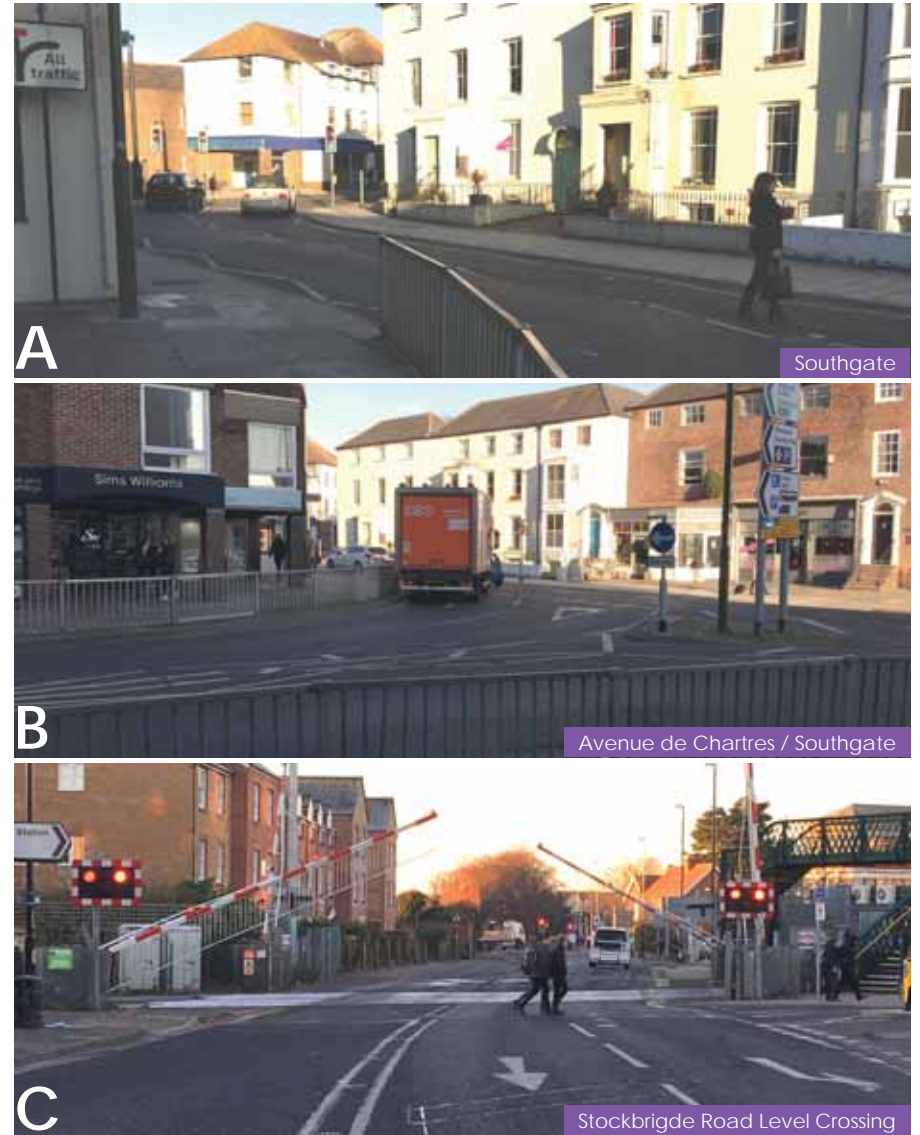 All
traffic
A
Southgate
Sims Williams
B
Avenue de Chartres / Southgate
Station
C
Stockbrigde Road Level Crossing